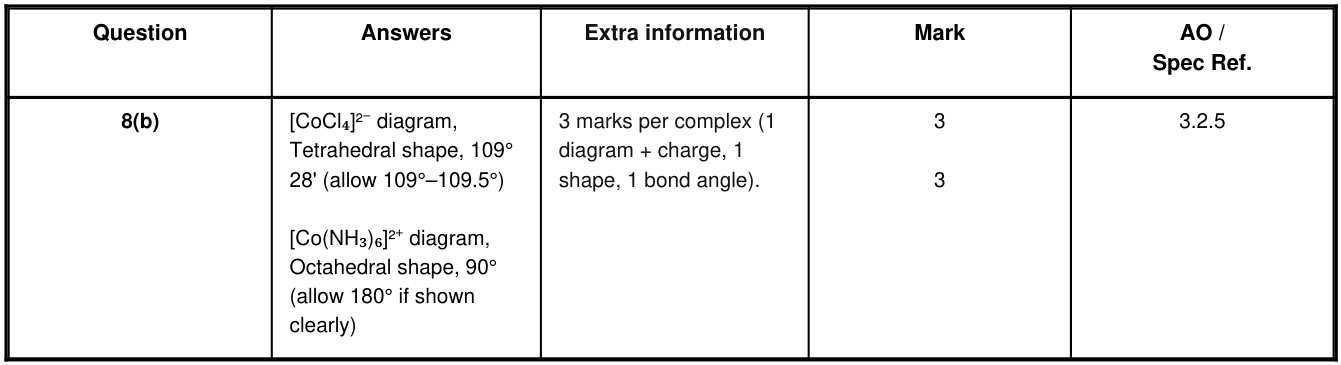 Question
Answers
Extra information
Mark
AO /
Spec Ref.
8(b)
[CoCl₄]²⁻ diagram,
Tetrahedral shape, 109°
28' (allow 109°–109.5°)
[Co(NH₃)₆]²⁺ diagram,
Octahedral shape, 90°
(allow 180° if shown
clearly)
3 marks per complex (1
diagram + charge, 1
shape, 1 bond angle).
3
3
3.2.5